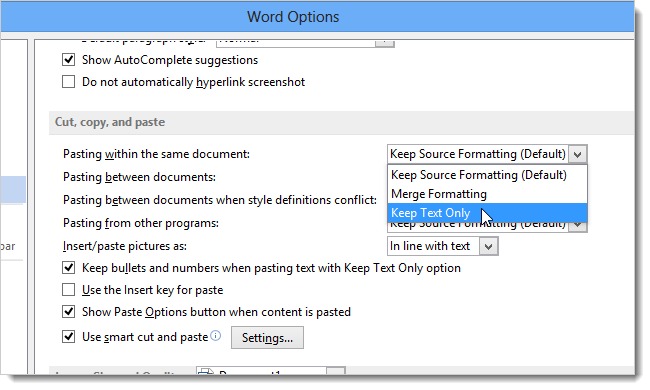 Word Options
Show AutoComplete suggestions
Do not automatically hyperlink screenshot
Cut, copy, and paste
Pasting within the same document: Keep Source Formatting (Default)
Pasting between documents: Keep Source Formatting (Default)
Merge Formatting
Pasting between documents when style definitions conflict: Keep Text Only
Pasting from other programs: Keep Source Formatting (Default)
Insert/paste pictures as: In line with text
bar
Keep bullets and numbers when pasting text with Keep Text Only option
Use the Insert key for paste
Show Paste Options button when content is pasted
Use smart cut and paste Settings...